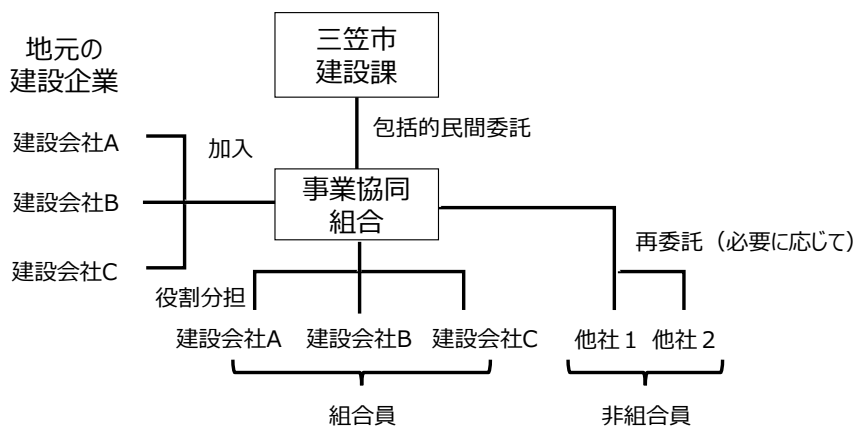 地元の
建設企業
三笠市
建設課
包括的民間委託
建設会社A
加入
建設会社B
事業協同
組合
建設会社C
再委託（必要に応じて）
役割分担
建設会社A
建設会社B
建設会社C
他社１
他社２
組合員
非組合員